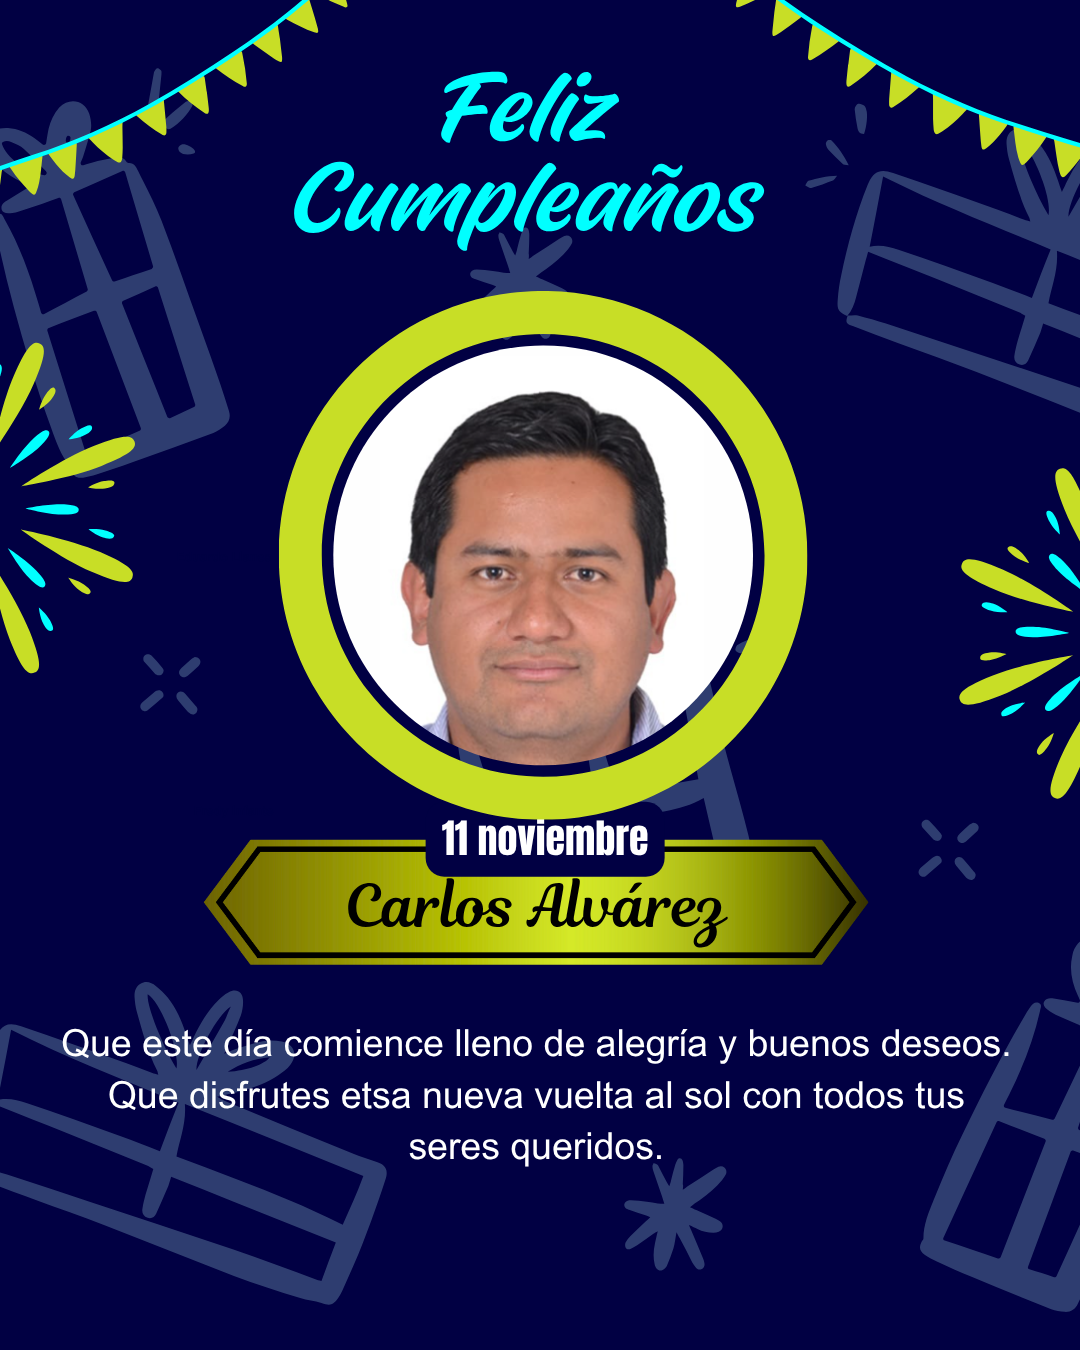 Feliz
Cumpleaños
11 noviembre
Carlos Alvárez
Que este día comience lleno de alegría y buenos deseos.
Que disfrutes etsa nueva vuelta al sol con todos tus
seres queridos.